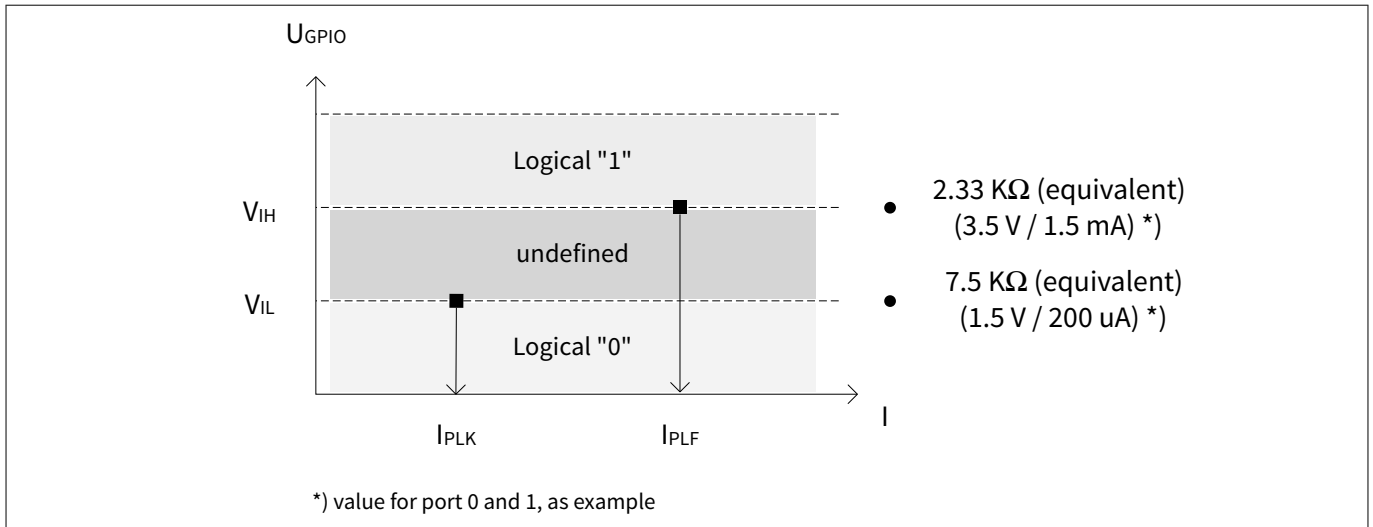 UGPIO
Logical "1"
VIH
2.33 KΩ (equivalent)
(3.5 V / 1.5 mA) *)
undefined
VIL
7.5 KΩ (equivalent)
(1.5 V / 200 uA) *)
Logical "0"
I
IPLK
IPLF
*) value for port 0 and 1, as example